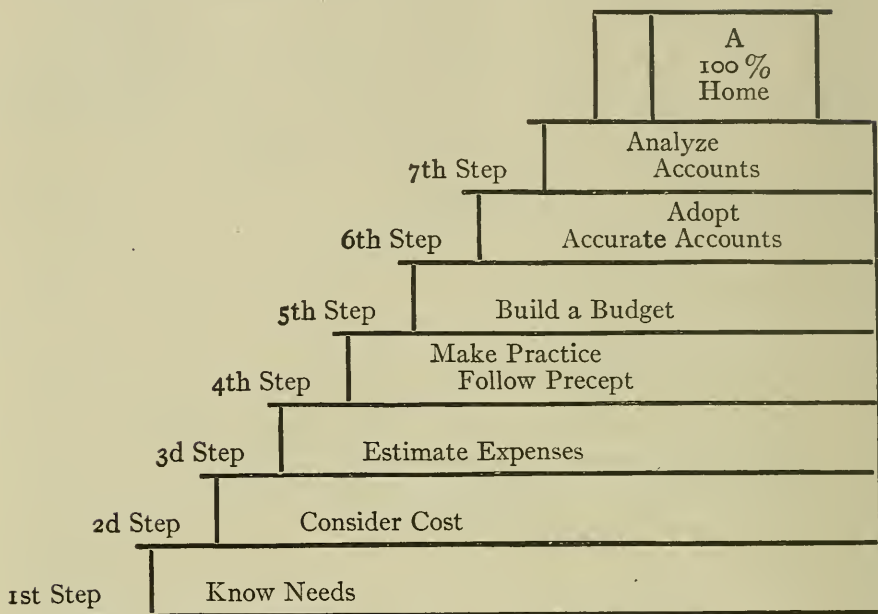 A
100%
Home
Analyze
7th Step Accounts
Adopt
6th Step Accurate Accounts
5th Step Build a Budget
Make Practice
4th Step Follow Precept
3d Step Estimate Expenses
2d Step Consider Cost
1st Step Know Needs